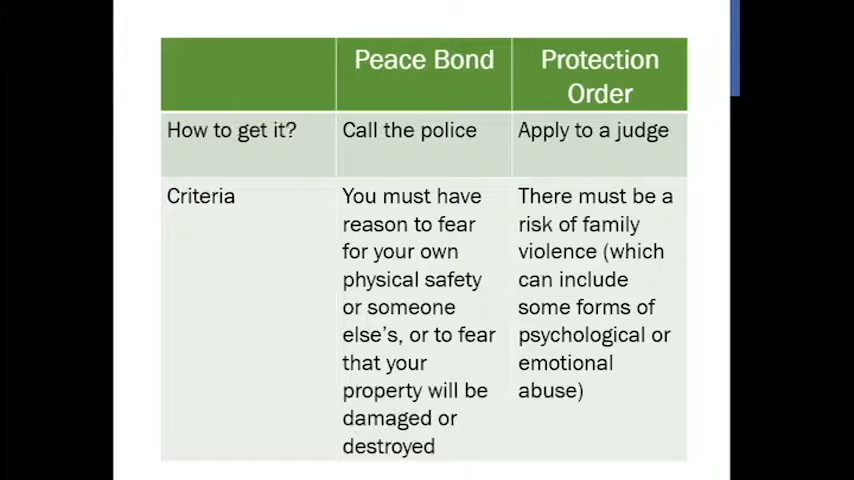 Peace Bond
Protection
Order
How to get it?
Call the police
Apply to a judge
Criteria
You must have
reason to fear
for your own
physical safety
or someone
else's, or to fear
that your
property will be
damaged or
destroyed
There must be a
risk of family
violence (which
can include
some forms of
psychological or
emotional
abuse)